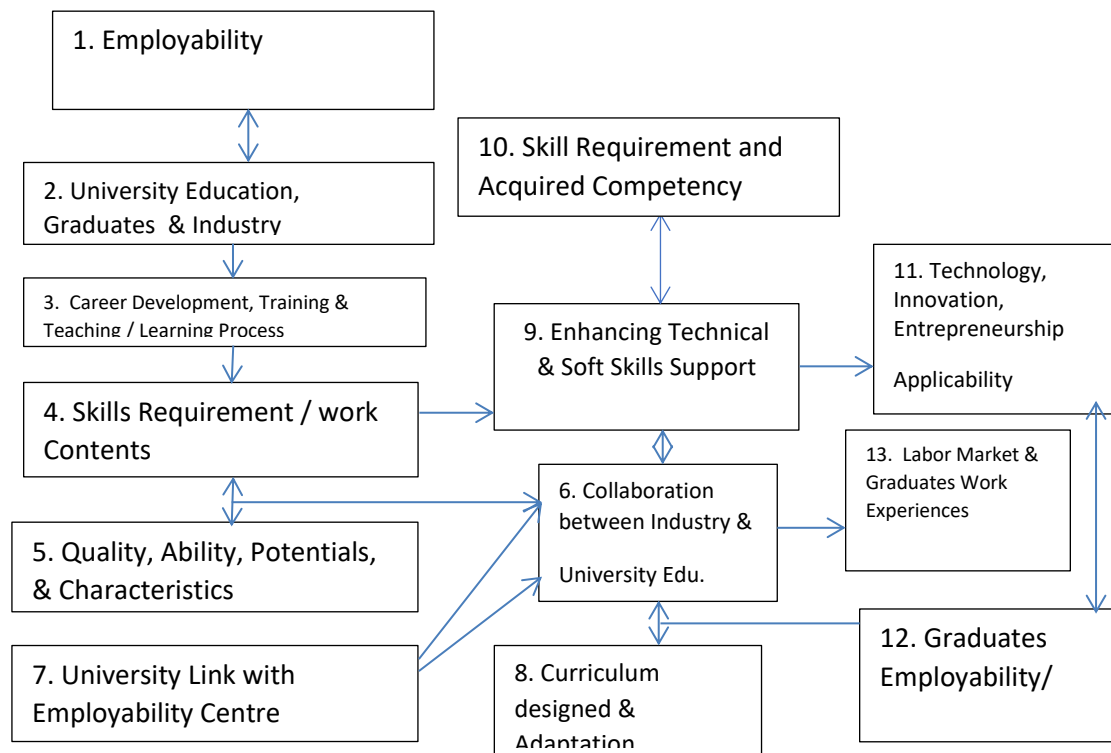 1. Employability
2. University Education,
Graduates & Industry
3. Career Development, Training &
Teaching / Learning Process
4. Skills Requirement / work
Contents
5. Quality, Ability, Potentials,
& Characteristics
7. University Link with
Employability Centre
10. Skill Requirement and
Acquired Competency
9. Enhancing Technical
& Soft Skills Support
6. Collaboration
between Industry &
University Edu.
8. Curriculum
designed &
Adaptation
11. Technology,
Innovation,
Entrepreneurship
Applicability
13. Labor Market &
Graduates Work
Experiences
12. Graduates
Employability/